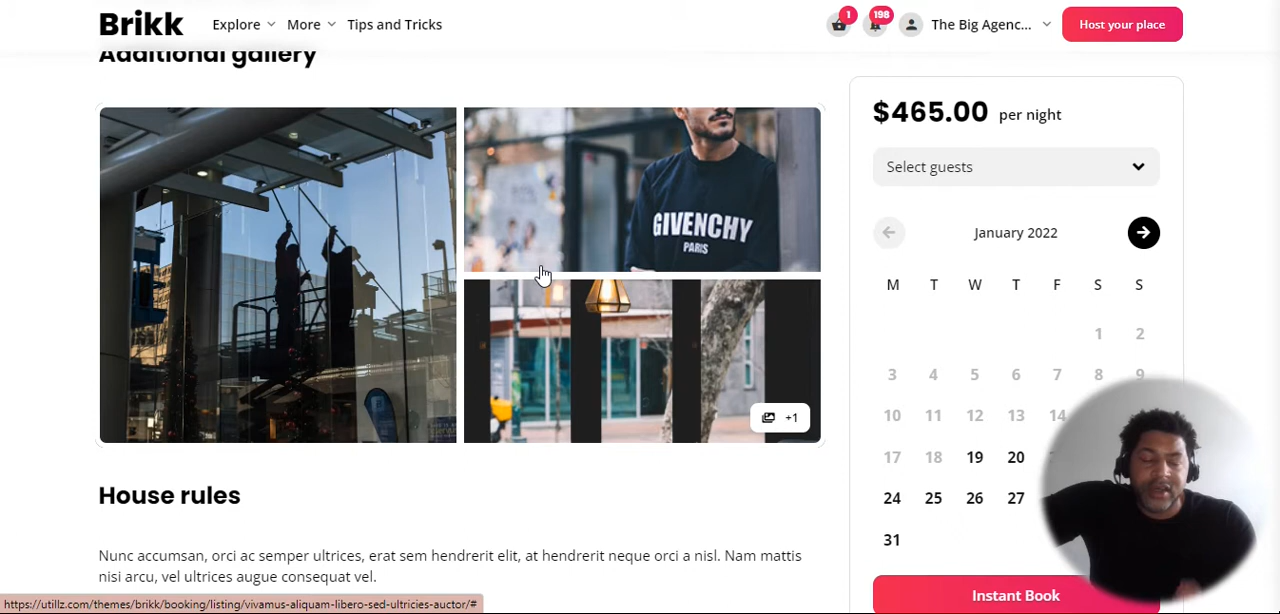 Brikk
Explore
More
Tips and Tricks
1
198
The Big Agenc...
Host your place
Additional gallery
$465.00 per night
Select guests
January 2022
M T W T F S S
1 2
3 4 5 6 7 8 9
10 11 12 13 14
17 18 19 20
24 25 26 27
31
GIVENCHY
PARIS
+1
House rules
Nunc accumsan, orci ac semper ultrices, erat sem hendrerit elit, at hendrerit neque orci a nisl. Nam mattis
nisi arcu, vel ultrices augue consequat vel.
Instant Book
https://utillz.com/themes/brikk/booking/listing/vivamus-aliquam-libero-sed-ultricies-auctor/#